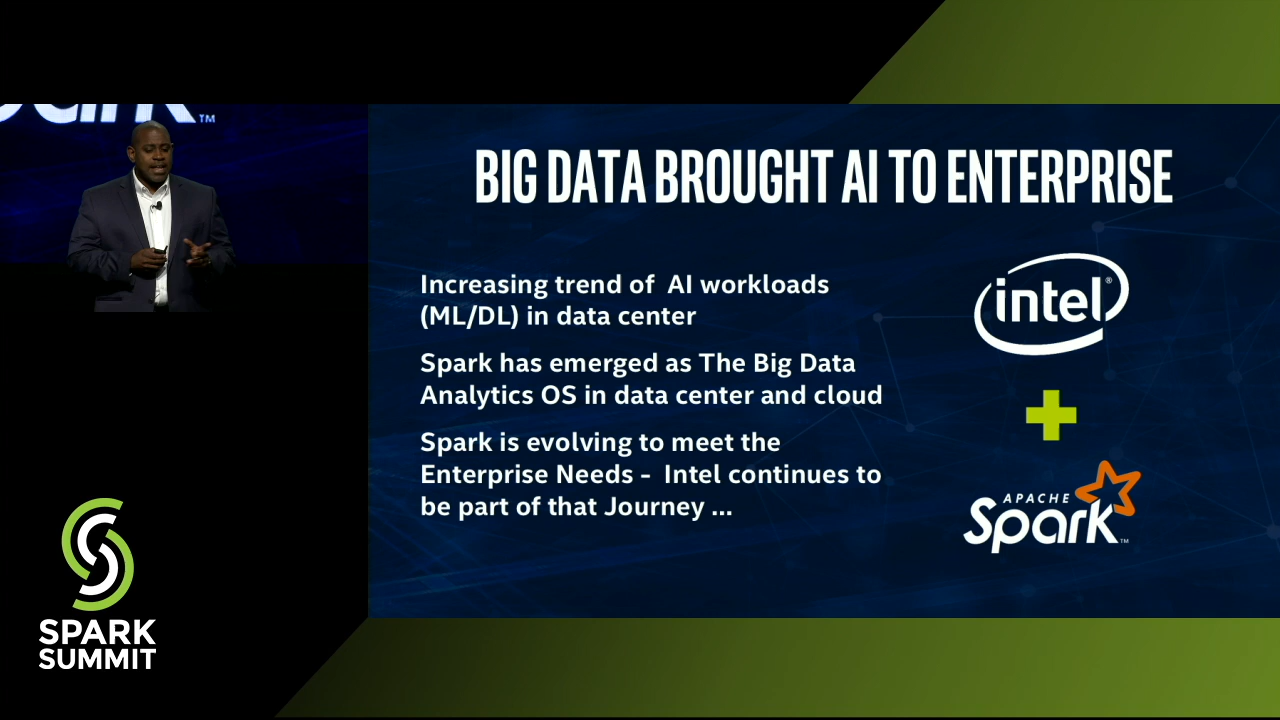 TM
BIG DATA BROUGHT AI TO ENTERPRISE
Increasing trend of AI workloads
(ML/DL) in data center
Spark has emerged as The Big Data
Analytics OS in data center and cloud
Spark is evolving to meet the
Enterprise Needs - Intel continues to
be part of that Journey ...
intel®
APACHE
Spark™
SPARK
SUMMIT